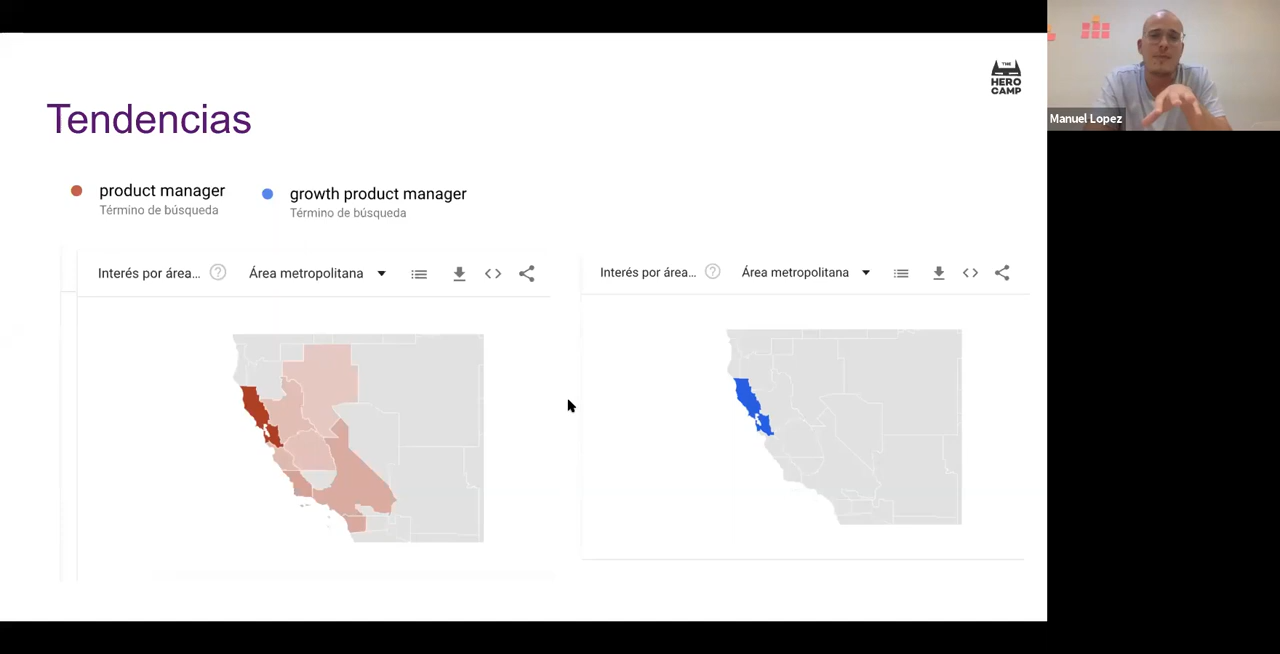 THE
HERO
CAMP
Manuel Lopez
Tendencias
product manager
Término de búsqueda
growth product manager
Término de búsqueda
Interés por área...
?
Área metropolitana
Interés por área...
?
Área metropolitana